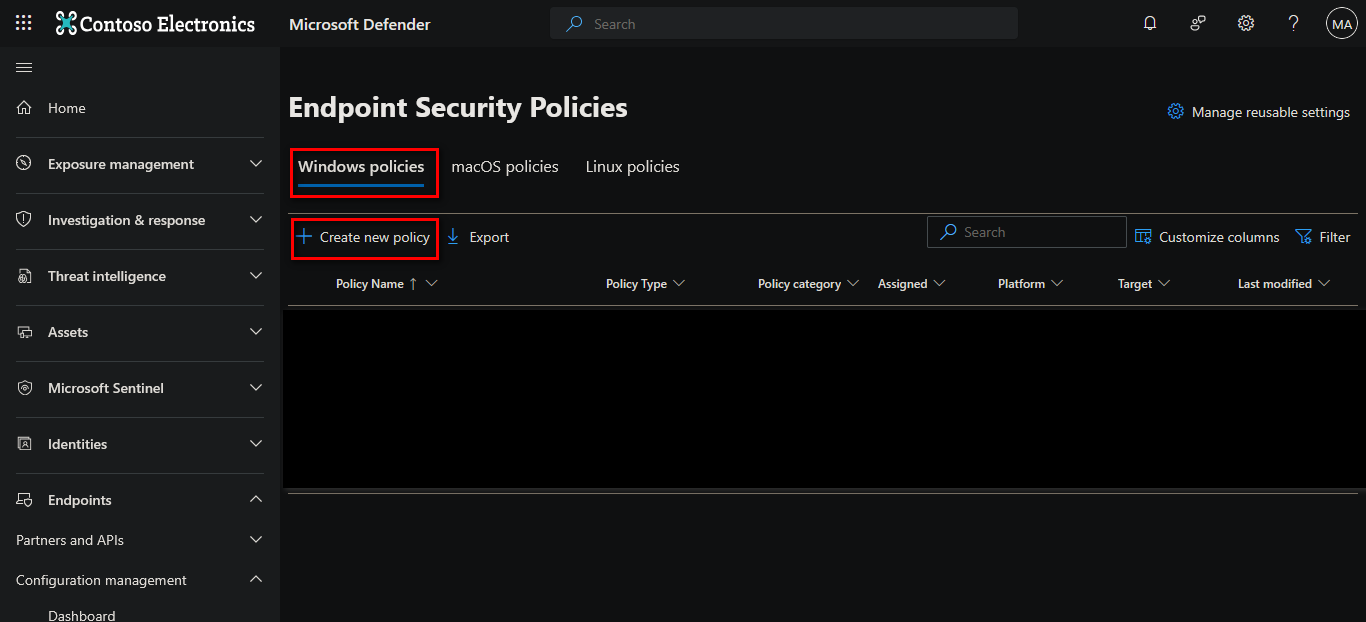 Contoso Electronics
Microsoft Defender
Search
?
MA
Home
Exposure management
Investigation & response
Threat intelligence
Assets
Microsoft Sentinel
Identities
Endpoints
Partners and APIs
Configuration management
Dashboard
Endpoint Security Policies
Manage reusable settings
Windows policies
macOS policies
Linux policies
+ Create new policy
Export
Search
Customize columns
Filter
Policy Name ↑
Policy Type
Policy category
Assigned
Platform
Target
Last modified